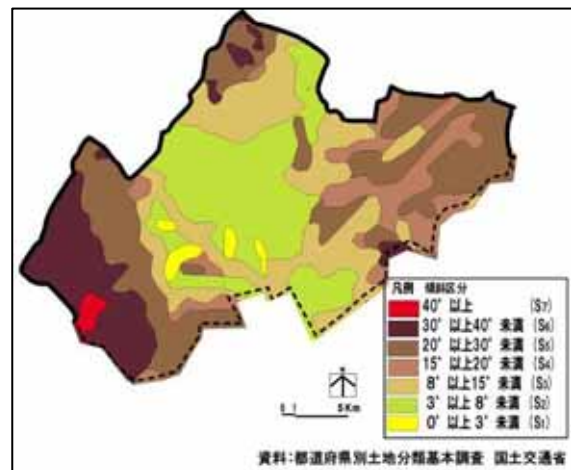 凡例 傾斜区分
40°以上 (S7)
30°以上40°未満 (S6)
20°以上30°未満 (S5)
15°以上20°未満 (S4)
8°以上15°未満 (S3)
3°以上8°未満 (S2)
0°以上3°未満 (S1)
0 1 5Km
資料:都道府県別土地分類基本調査 国土交通省